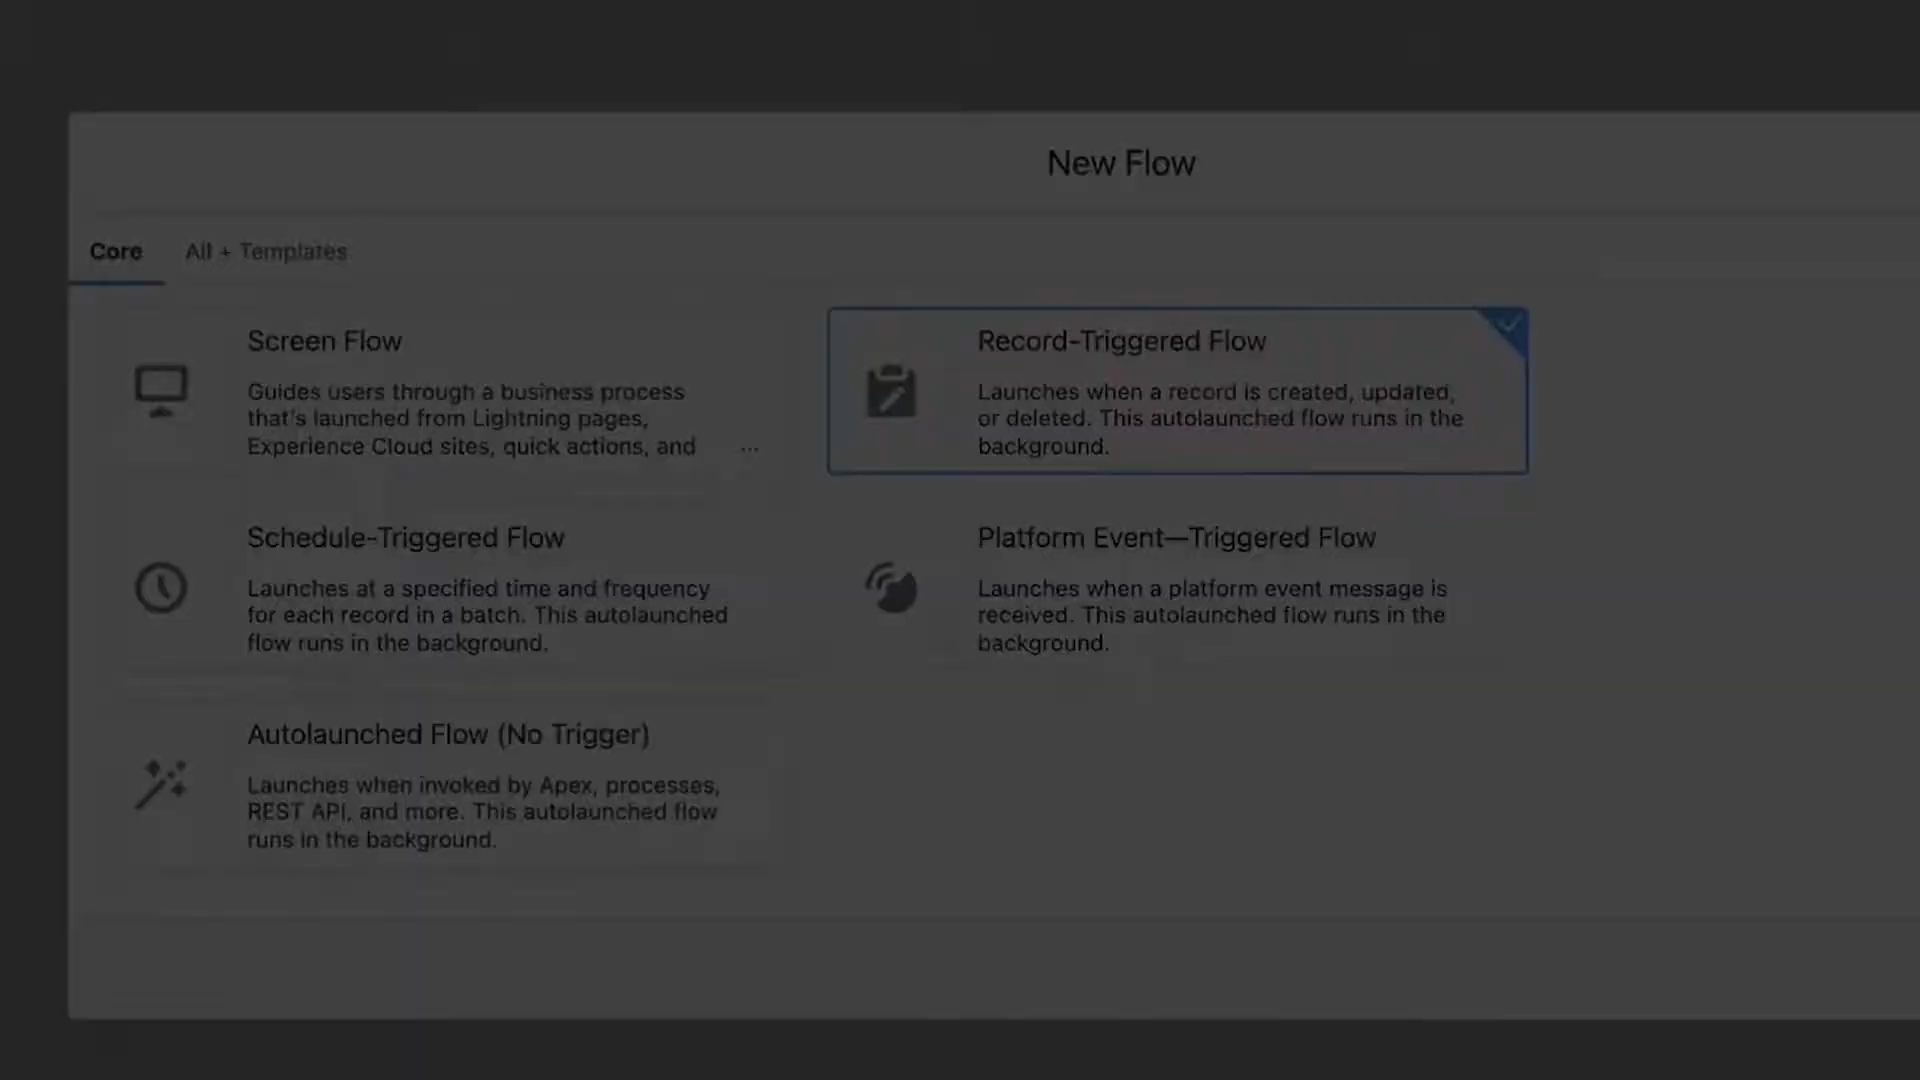 New Flow
Core
All + Templates
Screen Flow
Guides users through a business process
that's launched from Lightning pages,
Experience Cloud sites, quick actions, and ...
Record-Triggered Flow
Launches when a record is created, updated,
or deleted. This autolaunched flow runs in the
background.
Schedule-Triggered Flow
Launches at a specified time and frequency
for each record in a batch. This autolaunched
flow runs in the background.
Platform Event—Triggered Flow
Launches when a platform event message is
received. This autolaunched flow runs in the
background.
Autolaunched Flow (No Trigger)
Launches when invoked by Apex, processes,
REST API, and more. This autolaunched flow
runs in the background.